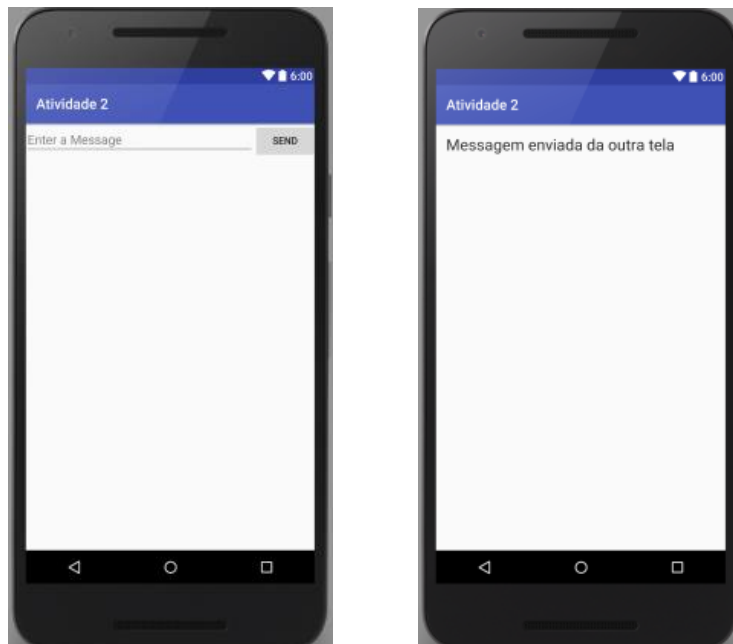 6:00
Atividade 2
Enter a Message
SEND
6:00
Atividade 2
Messagem enviada da outra tela